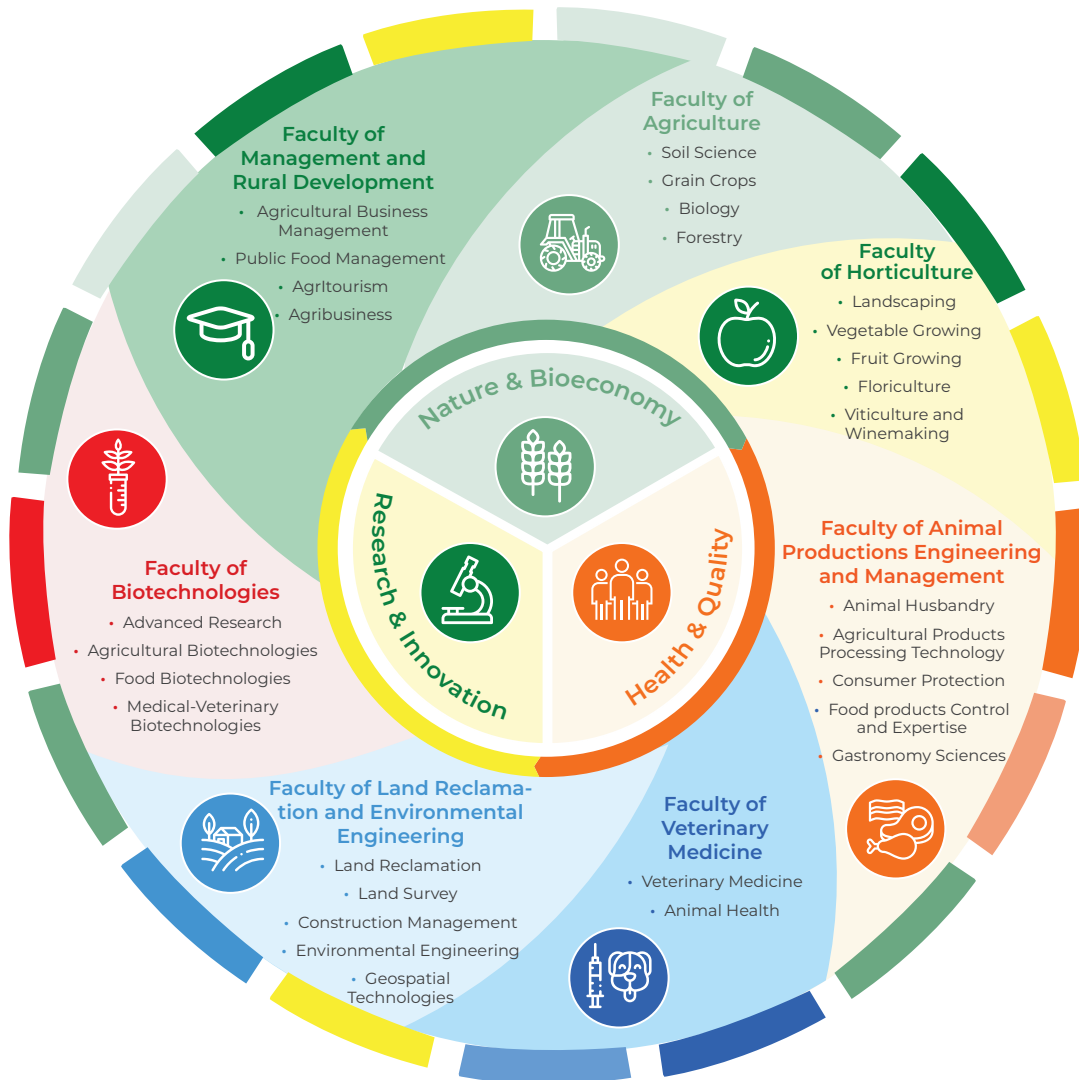 Faculty of
Management and
Rural Development
• Agricultural Business
Management
• Public Food Management
• AgrItourism
• Agribusiness
Faculty of
Agriculture
• Soil Science
• Grain Crops
• Biology
• Forestry
Faculty
of Horticulture
• Landscaping
• Vegetable Growing
• Fruit Growing
• Floriculture
• Viticulture and
Winemaking
Nature & Bioeconomy
Research & Innovation
Health & Quality
Faculty of Animal
Productions Engineering
and Management
• Animal Husbandry
• Agricultural Products
Processing Technology
• Consumer Protection
• Food products Control
and Expertise
• Gastronomy Sciences
Faculty of
Biotechnologies
• Advanced Research
• Agricultural Biotechnologies
• Food Biotechnologies
• Medical-Veterinary
Biotechnologies
Faculty of Land Reclama-
tion and Environmental
Engineering
• Land Reclamation
• Land Survey
• Construction Management
• Environmental Engineering
• Geospatial
Technologies
Faculty of
Veterinary
Medicine
• Veterinary Medicine
• Animal Health